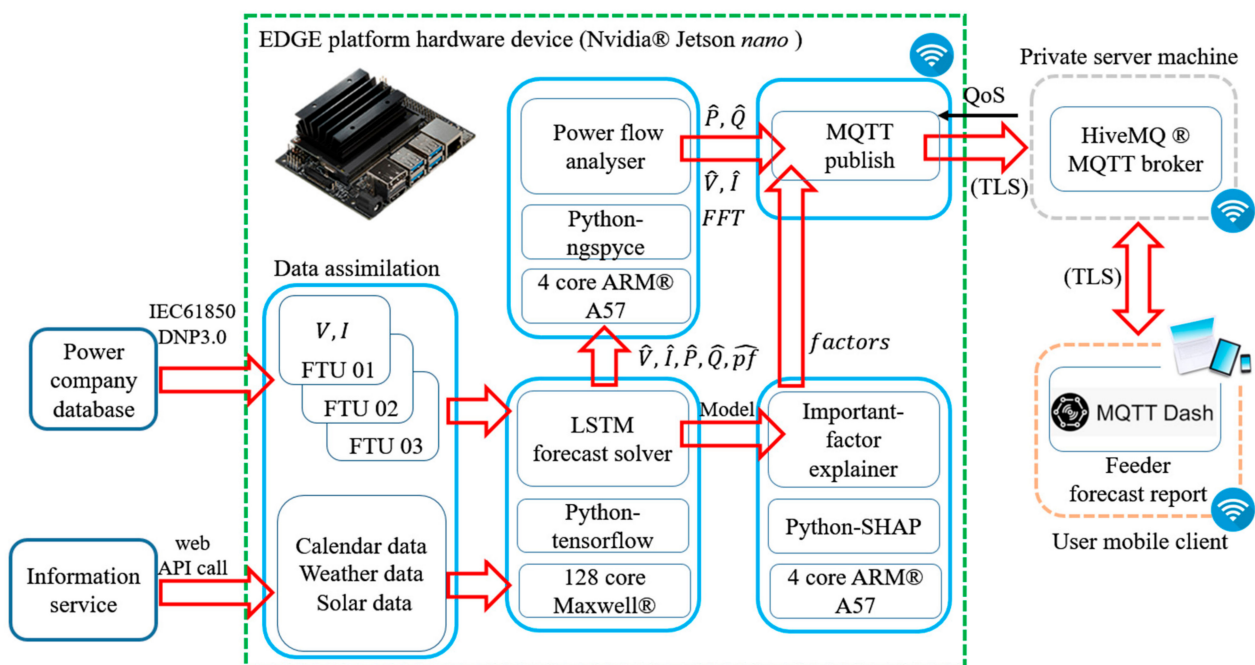 EDGE platform hardware device (Nvidia® Jetson nano )
Private server machine
QoS
HiveMQ ®
MQTT broker
(TLS)
(TLS)
Power flow
analyser
Python-
ngspyce
4 core ARM®
A57
P̂, Q̂
V̂, Î
FFT
MQTT
publish
Data assimilation
IEC61850
DNP3.0
Power
company
database
V, I
FTU 01
FTU 02
FTU 03
V̂, Î, P̂, Q̂, p̂f
factors
LSTM
forecast solver
Python-
tensorflow
128 core
Maxwell®
Model
Important-
factor
explainer
Python-SHAP
4 core ARM®
A57
MQTT Dash
Feeder
forecast report
User mobile client
Information
service
web
API call
Calendar data
Weather data
Solar data